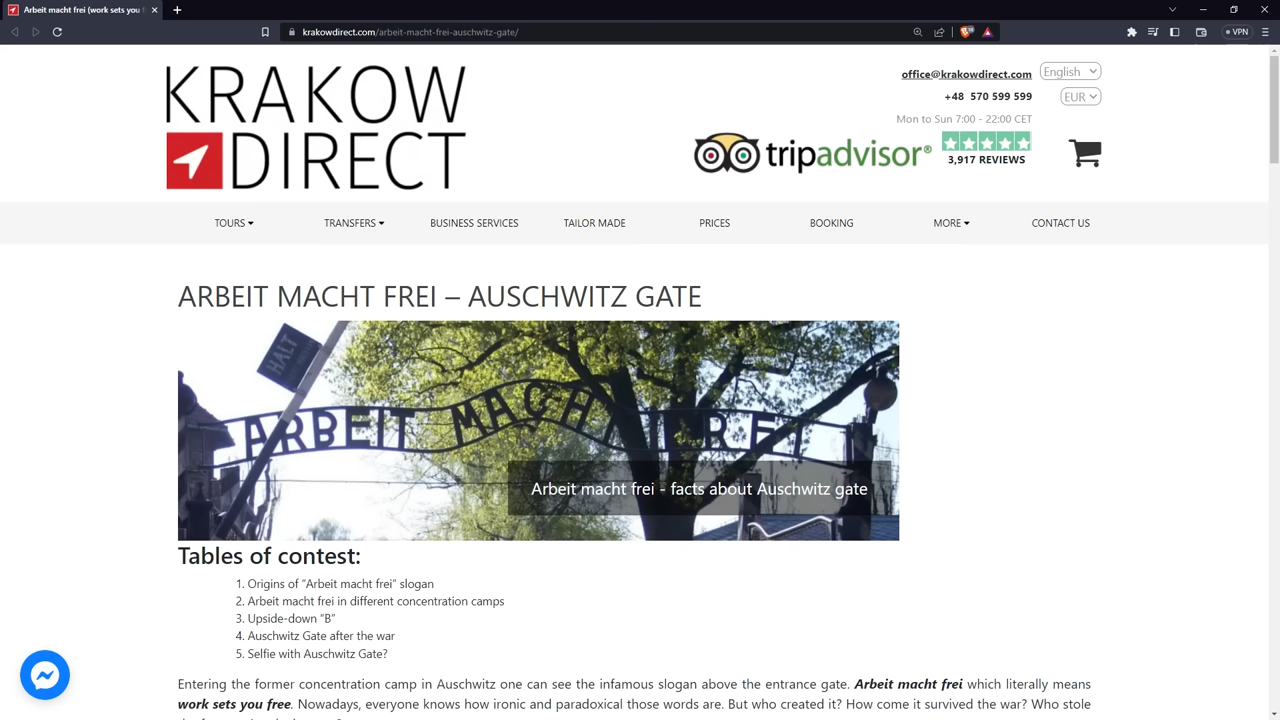 Arbeit macht frei (work sets you f
krakowdirect.com/arbeit-macht-frei-auschwitz-gate/
VPN
KRAKOW
DIRECT
office@krakowdirect.com
English
+48 570 599 599
EUR
Mon to Sun 7:00 - 22:00 CET
tripadvisor®
3,917 REVIEWS
TOURS
TRANSFERS
BUSINESS SERVICES
TAILOR MADE
PRICES
BOOKING
MORE
CONTACT US
ARBEIT MACHT FREI – AUSCHWITZ GATE
HALT
ARBEIT MACHT FREI
Arbeit macht frei - facts about Auschwitz gate
Tables of contest:
1. Origins of “Arbeit macht frei” slogan
2. Arbeit macht frei in different concentration camps
3. Upside-down “B”
4. Auschwitz Gate after the war
5. Selfie with Auschwitz Gate?
Entering the former concentration camp in Auschwitz one can see the infamous slogan above the entrance gate. Arbeit macht frei which literally means
work sets you free. Nowadays, everyone knows how ironic and paradoxical those words are. But who created it? How come it survived the war? Who stole